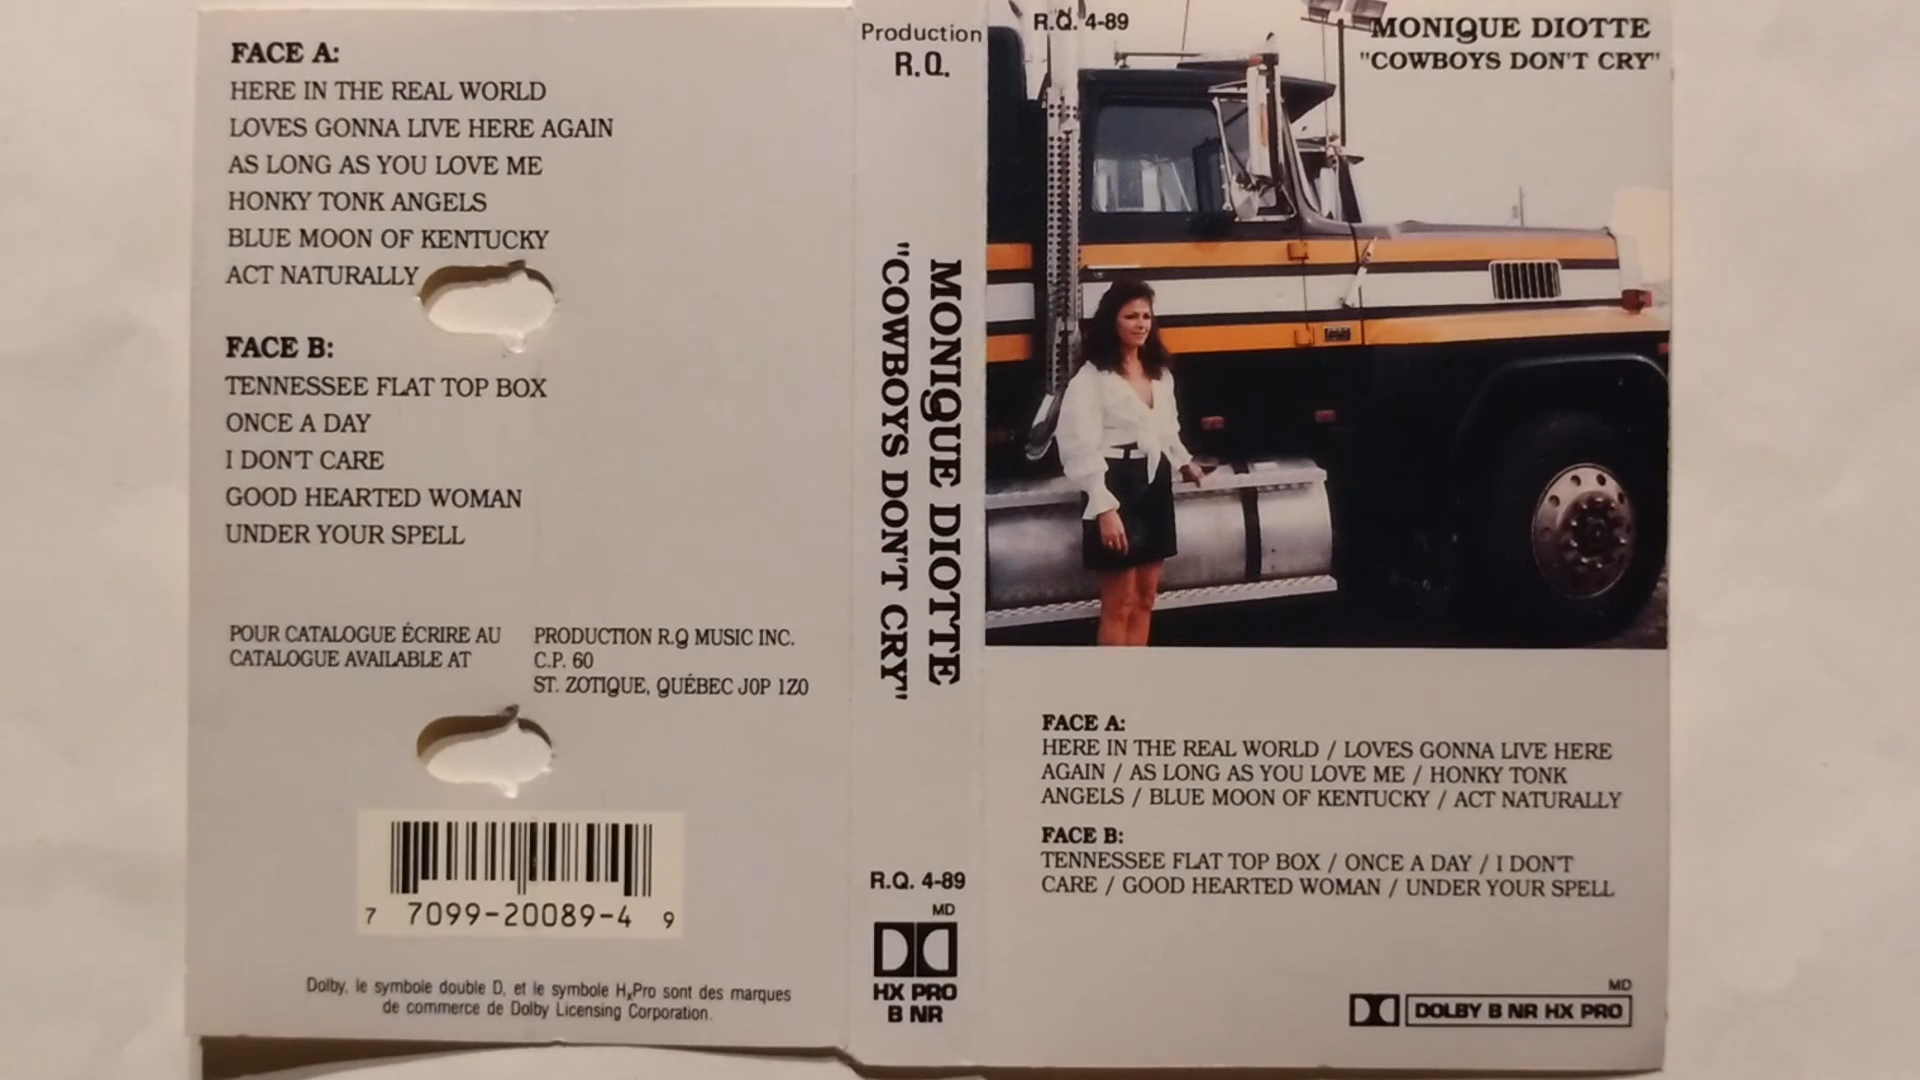 FACE A:
HERE IN THE REAL WORLD
LOVES GONNA LIVE HERE AGAIN
AS LONG AS YOU LOVE ME
HONKY TONK ANGELS
BLUE MOON OF KENTUCKY
ACT NATURALLY
FACE B:
TENNESSEE FLAT TOP BOX
ONCE A DAY
I DON'T CARE
GOOD HEARTED WOMAN
UNDER YOUR SPELL
POUR CATALOGUE ÉCRIRE AU
CATALOGUE AVAILABLE AT
PRODUCTION R.Q MUSIC INC.
C.P. 60
ST. ZOTIQUE, QUÉBEC J0P 1Z0
7 7099-20089-4 9
Dolby, le symbole double D, et le symbole HxPro sont des marques
de commerce de Dolby Licensing Corporation.
Production
R.Q.
MONIQUE DIOTTE
"COWBOYS DON'T CRY"
R.Q. 4-89
MD
HX PRO
B NR
R.Q. 4-89
MONIQUE DIOTTE
"COWBOYS DON'T CRY"
FACE A:
HERE IN THE REAL WORLD / LOVES GONNA LIVE HERE
AGAIN / AS LONG AS YOU LOVE ME / HONKY TONK
ANGELS / BLUE MOON OF KENTUCKY / ACT NATURALLY
FACE B:
TENNESSEE FLAT TOP BOX / ONCE A DAY / I DON'T
CARE / GOOD HEARTED WOMAN / UNDER YOUR SPELL
MD
DOLBY B NR HX PRO